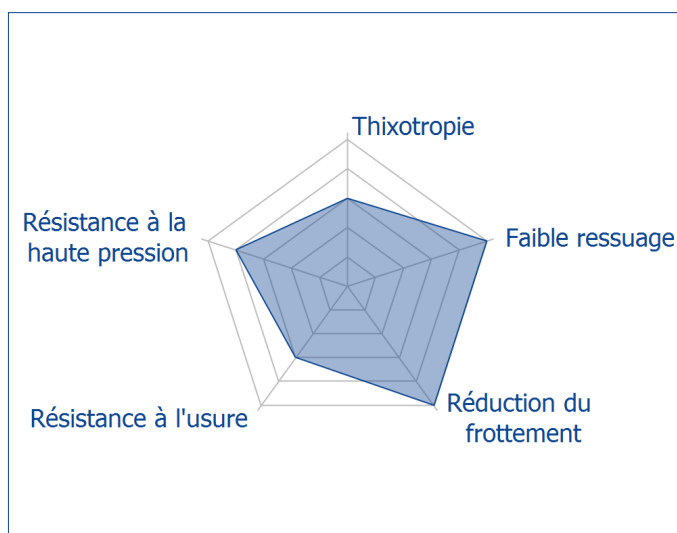 Thixotropie
Résistance à la
haute pression
Faible ressuage
Résistance à l'usure
Réduction du
frottement